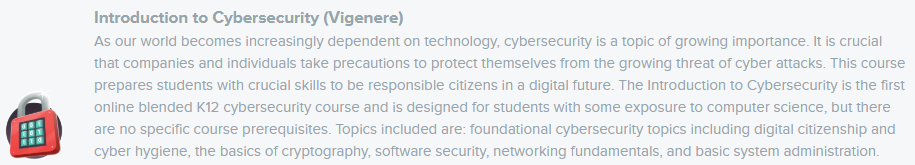 Introduction to Cybersecurity (Vigenere)
As our world becomes increasingly dependent on technology, cybersecurity is a topic of growing importance. It is crucial
that companies and individuals take precautions to protect themselves from the growing threat of cyber attacks. This course
prepares students with crucial skills to be responsible citizens in a digital future. The Introduction to Cybersecurity is the first
online blended K12 cybersecurity course and is designed for students with some exposure to computer science, but there
are no specific course prerequisites. Topics included are: foundational cybersecurity topics including digital citizenship and
cyber hygiene, the basics of cryptography, software security, networking fundamentals, and basic system administration.